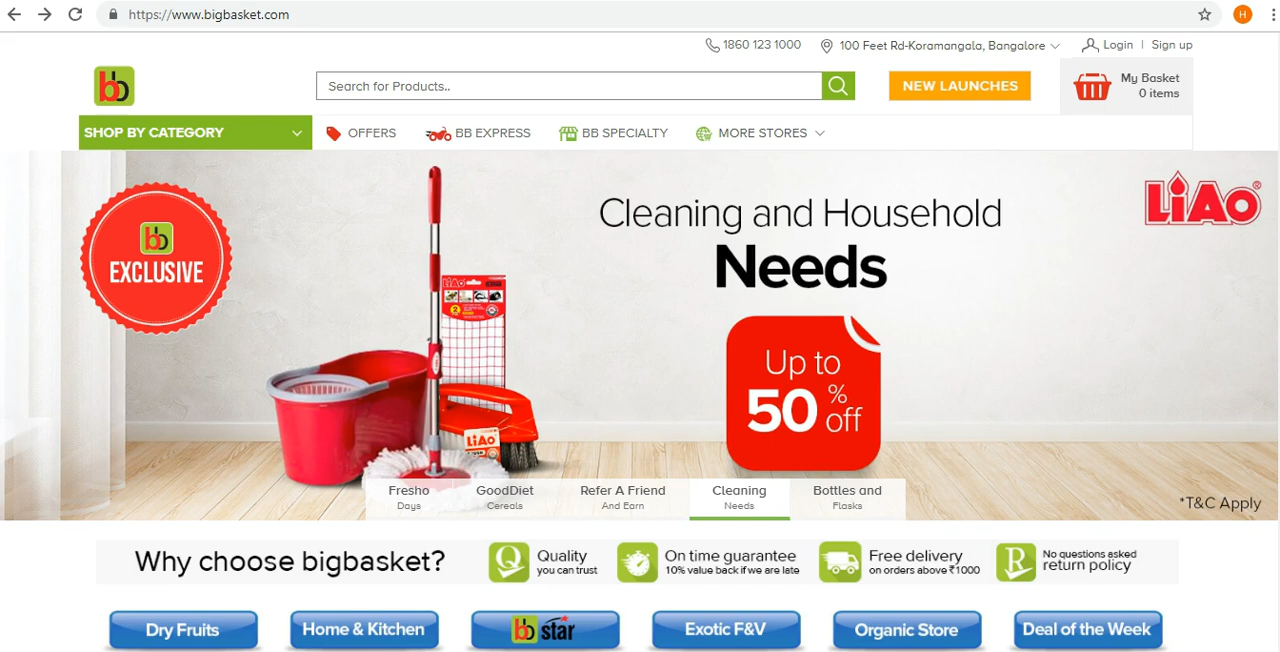 https://www.bigbasket.com
H
1860 123 1000
100 Feet Rd-Koramangala, Bangalore
Login | Sign up
bb
Search for Products..
NEW LAUNCHES
My Basket
0 items
SHOP BY CATEGORY
OFFERS
BB EXPRESS
BB SPECIALTY
MORE STORES
bb
EXCLUSIVE
Cleaning and Household
Needs
LiAo®
Up to
50 % off
LiAo
2
LiAo
*T&C Apply
Fresho
Days
GoodDiet
Cereals
Refer A Friend
And Earn
Cleaning
Needs
Bottles and
Flasks
Why choose bigbasket?
Q
Quality
you can trust
On time guarantee
10% value back if we are late
Free delivery
on orders above ₹1000
R
No questions asked
return policy
Dry Fruits
Home & Kitchen
bb star
Exotic F&V
Organic Store
Deal of the Week